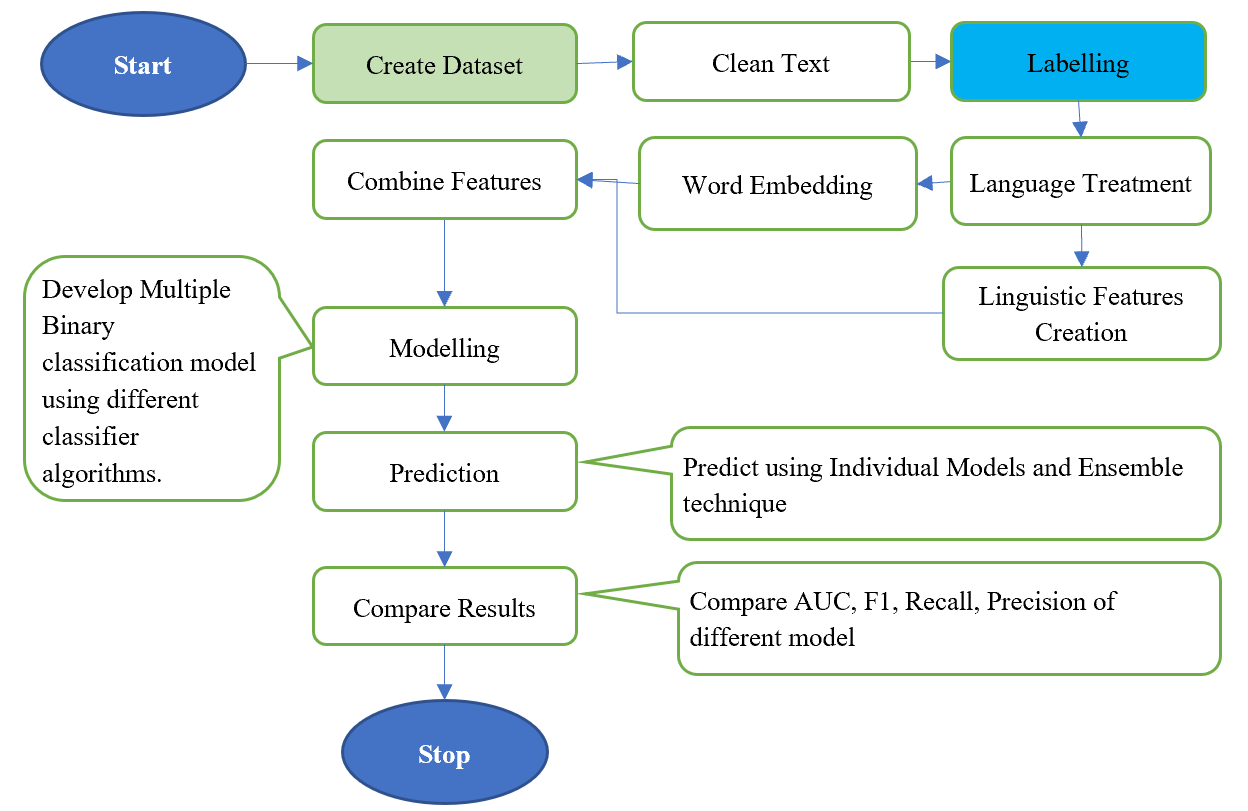 Start
Create Dataset
Clean Text
Labelling
Combine Features
Word Embedding
Language Treatment
Linguistic Features
Creation
Develop Multiple
Binary
classification model
using different
classifier
algorithms.
Modelling
Prediction
Predict using Individual Models and Ensemble
technique
Compare Results
Compare AUC, F1, Recall, Precision of
different model
Stop